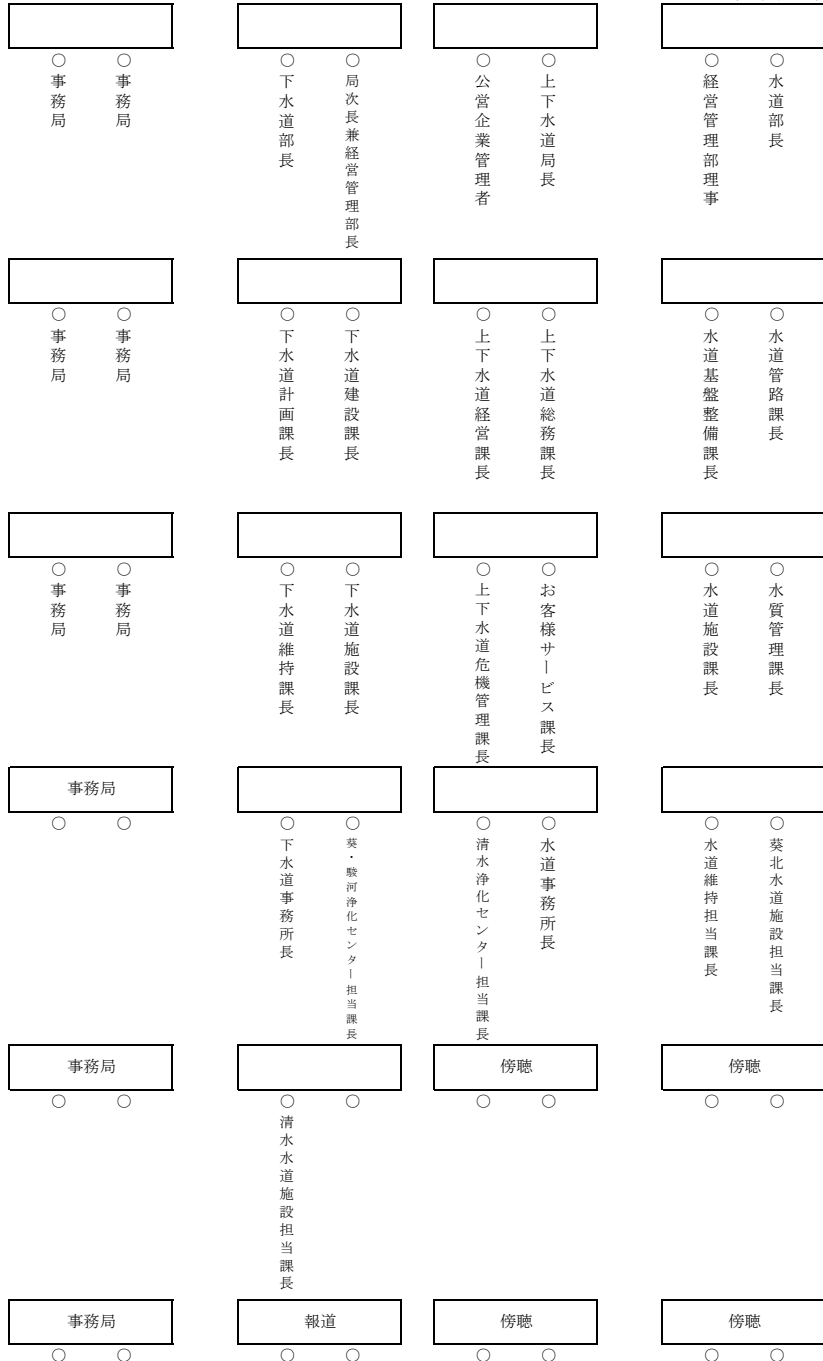 ○事務局
○事務局
○下水道部長
○局次長兼経営管理部長
○公営企業管理者
○上下水道局長
○経営管理部理事
○水道部長
○事務局
○事務局
○下水道計画課長
○下水道建設課長
○上下水道経営課長
○上下水道総務課長
○水道基盤整備課長
○水道管路課長
○事務局
○事務局
○下水道維持課長
○下水道施設課長
○上下水道危機管理課長
○お客様サービス課長
○水道施設課長
○水質管理課長
事務局
○ ○
○下水道事務所長
○葵・駿河浄化センター担当課長
○清水浄化センター担当課長
○水道事務所長
○水道維持担当課長
○葵北水道施設担当課長
事務局
○ ○
○清水水道施設担当課長
○
傍聴
○ ○
傍聴
○ ○
事務局
○ ○
報道
○ ○
傍聴
○ ○
傍聴
○ ○